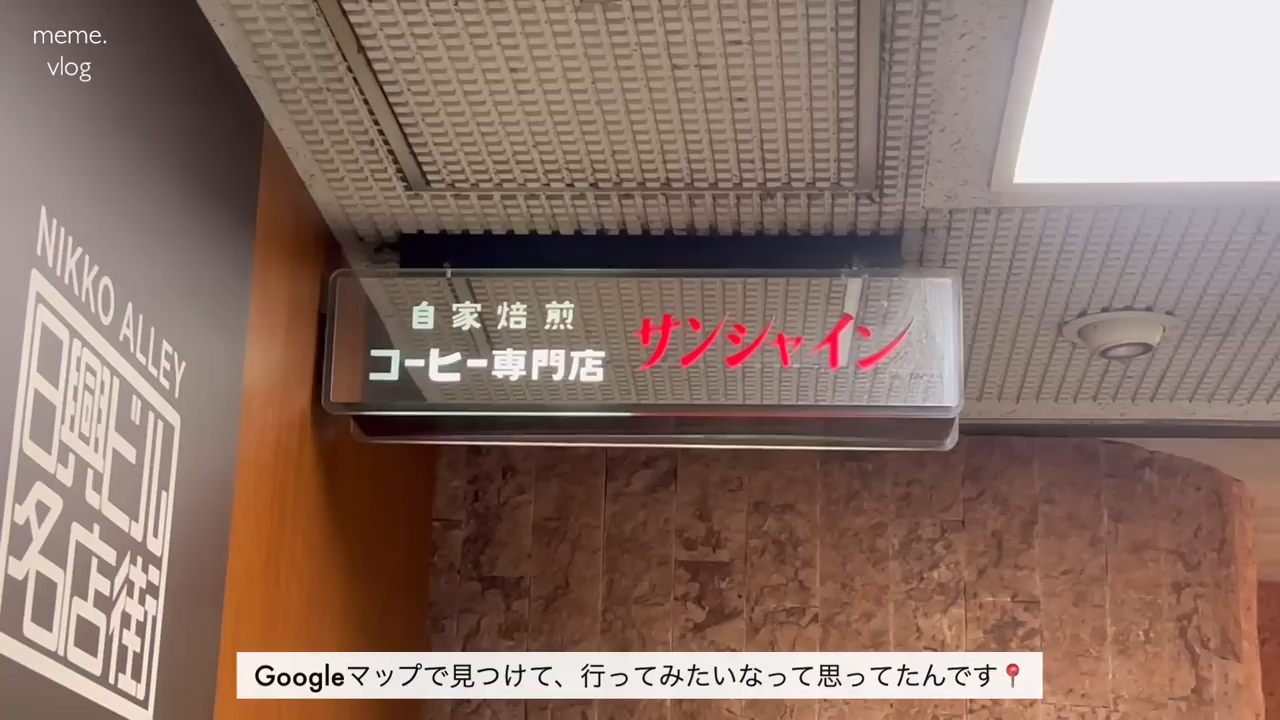 meme.
vlog
NIKKO ALLEY
日興ビル
名店街
自家焙煎
コーヒー専門店
サンシャイン
Googleマップで見つけて、行ってみたいなって思ってたんです📍